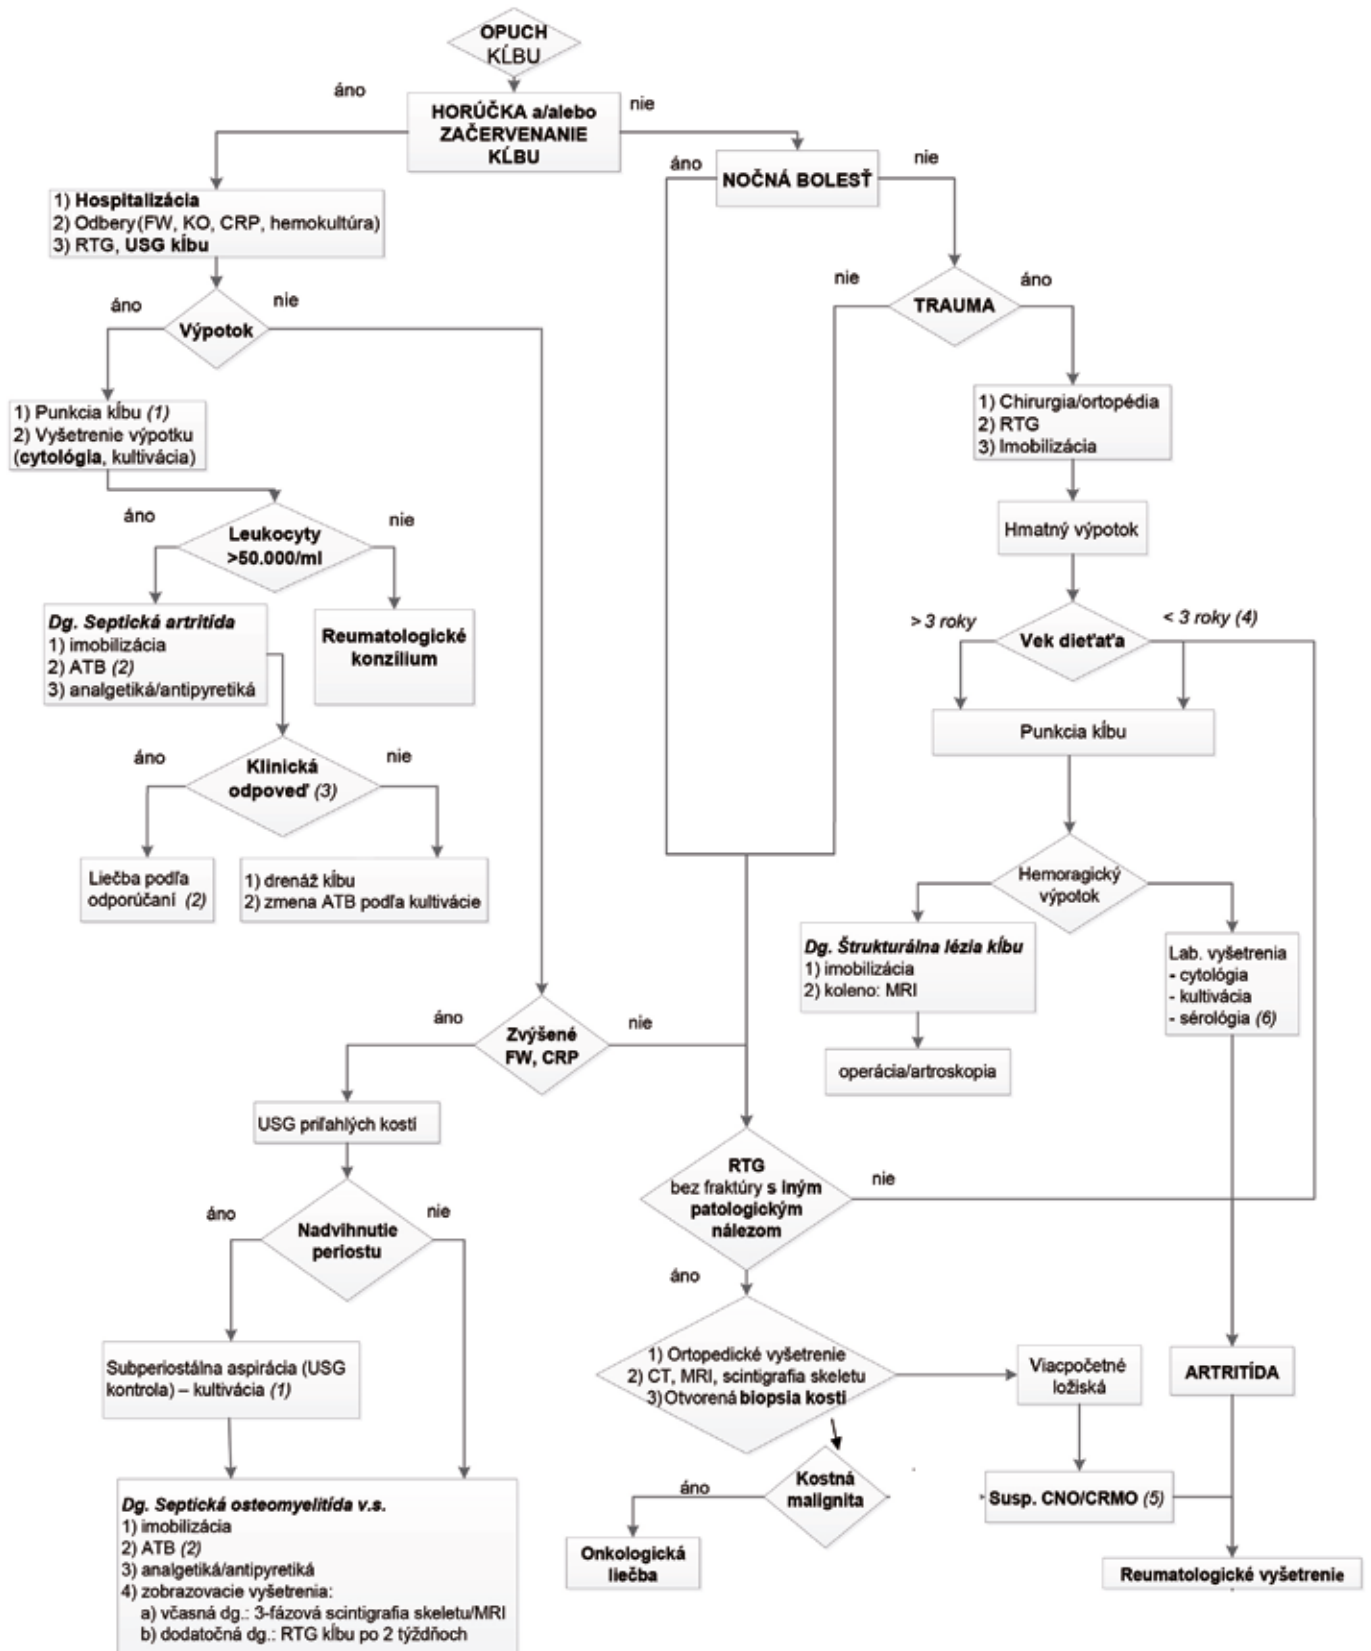 OPUCH
KĹBU
áno
HORÚČKA a/alebo
ZAČERVENANIE
KĹBU
nie
áno
NOČNÁ BOLESŤ
nie
1) Hospitalizácia
2) Odbery(FW, KO, CRP, hemokultúra)
3) RTG, USG kĺbu
áno
nie
Výpotok
nie
áno
TRAUMA
1) Punkcia kĺbu (1)
2) Vyšetrenie výpotku
(cytológia, kultivácia)
1) Chirurgia/ortopédia
2) RTG
3) Imobilizácia
áno
nie
Leukocyty
>50.000/ml
Hmatný výpotok
Dg. Septická artritída
1) imobilizácia
2) ATB (2)
3) analgetiká/antipyretiká
Reumatologické
konzílium
> 3 roky
Vek dieťaťa
< 3 roky (4)
Punkcia kĺbu
áno
nie
Klinická
odpoveď (3)
Liečba podľa
odporúčaní (2)
1) drenáž kĺbu
2) zmena ATB podľa kultivácie
Hemoragický
výpotok
Dg. Štrukturálna lézia kĺbu
1) imobilizácia
2) koleno: MRI
Lab. vyšetrenia
- cytológia
- kultivácia
- sérológia (6)
operácia/artroskopia
áno
Zvýšené
FW, CRP
nie
USG priľahlých kostí
RTG
bez fraktúry s iným
patologickým
nálezom
nie
áno
áno
nie
Nadvihnutie
periostu
Subperiostálna aspirácia (USG
kontrola) – kultivácia (1)
1) Ortopedické vyšetrenie
2) CT, MRI, scintigrafia skeletu
3) Otvorená biopsia kosti
Viacpočetné
ložiská
ARTRITÍDA
áno
Kostná
malignita
Susp. CNO/CRMO (5)
Dg. Septická osteomyelitída v.s.
1) imobilizácia
2) ATB (2)
3) analgetiká/antipyretiká
4) zobrazovacie vyšetrenia:
a) včasná dg.: 3-fázová scintigrafia skeletu/MRI
b) dodatočná dg.: RTG kĺbu po 2 týždňoch
Onkologická
liečba
Reumatologické vyšetrenie